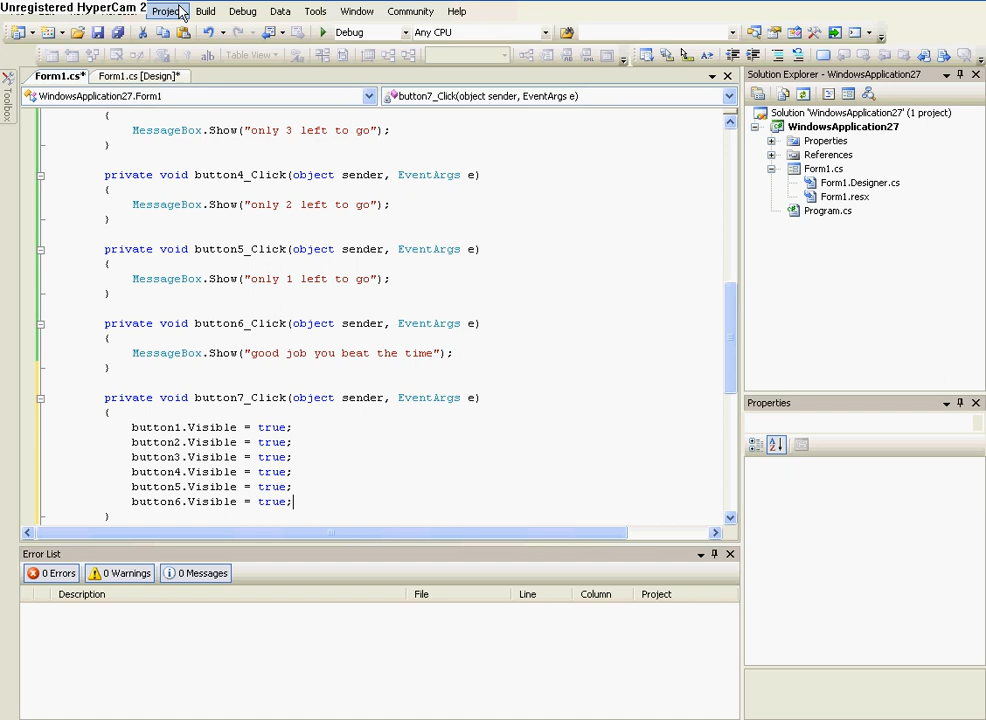 Unregistered HyperCam 2
Project Build Debug Data Tools Window Community Help
Debug Any CPU
Table View
Form1.cs* Form1.cs [Design]*
WindowsApplication27.Form1 button7_Click(object sender, EventArgs e)
{
MessageBox.Show("only 3 left to go");
}
private void button4_Click(object sender, EventArgs e)
{
MessageBox.Show("only 2 left to go");
}
private void button5_Click(object sender, EventArgs e)
{
MessageBox.Show("only 1 left to go");
}
private void button6_Click(object sender, EventArgs e)
{
MessageBox.Show("good job you beat the time");
}
private void button7_Click(object sender, EventArgs e)
{
button1.Visible = true;
button2.Visible = true;
button3.Visible = true;
button4.Visible = true;
button5.Visible = true;
button6.Visible = true;
}
Toolbox
Solution Explorer - WindowsApplication27
Solution 'WindowsApplication27' (1 project)
WindowsApplication27
Properties
References
Form1.cs
Form1.Designer.cs
Form1.resx
Program.cs
Properties
Error List
0 Errors 0 Warnings 0 Messages
Description File Line Column Project